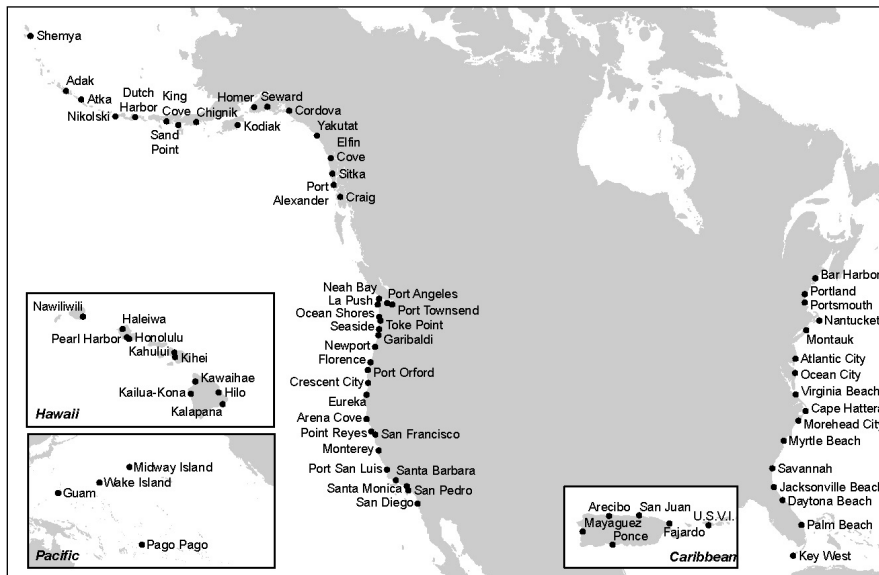 Shemya
Adak
Atka
Nikolski
Dutch
Harbor
King
Cove
Sand
Point
Chignik
Homer
Seward
Kodiak
Cordova
Yakutat
Elfin
Cove
Sitka
Port
Alexander
Craig
Neah Bay
La Push
Port Angeles
Port Townsend
Ocean Shores
Toke Point
Seaside
Garibaldi
Newport
Florence
Port Orford
Crescent City
Eureka
Arena Cove
Point Reyes
San Francisco
Monterey
Port San Luis
Santa Barbara
Santa Monica
San Pedro
San Diego
Bar Harbor
Portland
Portsmouth
Nantucket
Montauk
Atlantic City
Ocean City
Virginia Beach
Cape Hattera
Morehead City
Myrtle Beach
Savannah
Jacksonville Beach
Daytona Beach
Palm Beach
Key West
Nawiliwili
Haleiwa
Pearl Harbor
Honolulu
Kahului
Kihei
Kawaihae
Kailua-Kona
Hilo
Kalapana
Hawaii
Midway Island
Wake Island
Guam
Pago Pago
Pacific
Arecibo
San Juan
Mayaguez
Ponce
Fajardo
U.S.V.I.
Caribbean